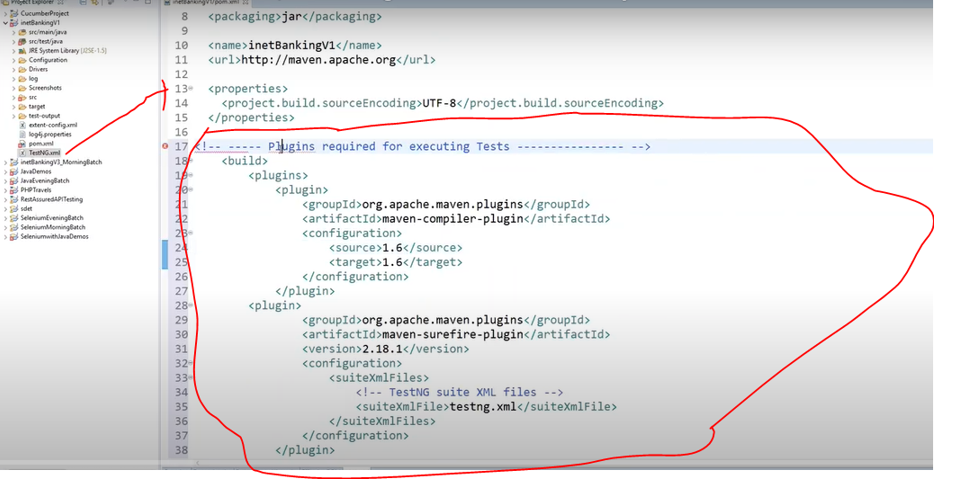 Project Explorer
inetBankingV1/pom.xml
CucumberProject
inetBankingV1
src/main/java
src/test/java
JRE System Library [J2SE-1.5]
Configuration
Drivers
log
Screenshots
src
target
test-output
extent-config.xml
log4j.properties
pom.xml
TestNG.xml
inetBankingV1_MorningBatch
JavaDemos
JavaEveningBatch
PHPTravels
RestAssuredAPITesting
sdet
SeleniumEveningBatch
SeleniumMorningBatch
SeleniumwithJavaDemos
8 <packaging>jar</packaging>
9
10 <name>inetBankingV1</name>
11 <url>http://maven.apache.org</url>
12
13 <properties>
14 <project.build.sourceEncoding>UTF-8</project.build.sourceEncoding>
15 </properties>
16
17 <!-- ----- Plugins required for executing Tests ---------------- -->
18 <build>
19 <plugins>
20 <plugin>
21 <groupId>org.apache.maven.plugins</groupId>
22 <artifactId>maven-compiler-plugin</artifactId>
23 <configuration>
24 <source>1.6</source>
25 <target>1.6</target>
26 </configuration>
27 </plugin>
28 <plugin>
29 <groupId>org.apache.maven.plugins</groupId>
30 <artifactId>maven-surefire-plugin</artifactId>
31 <version>2.18.1</version>
32 <configuration>
33 <suiteXmlFiles>
34 <!-- TestNG suite XML files -->
35 <suiteXmlFile>testng.xml</suiteXmlFile>
36 </suiteXmlFiles>
37 </configuration>
38 </plugin>